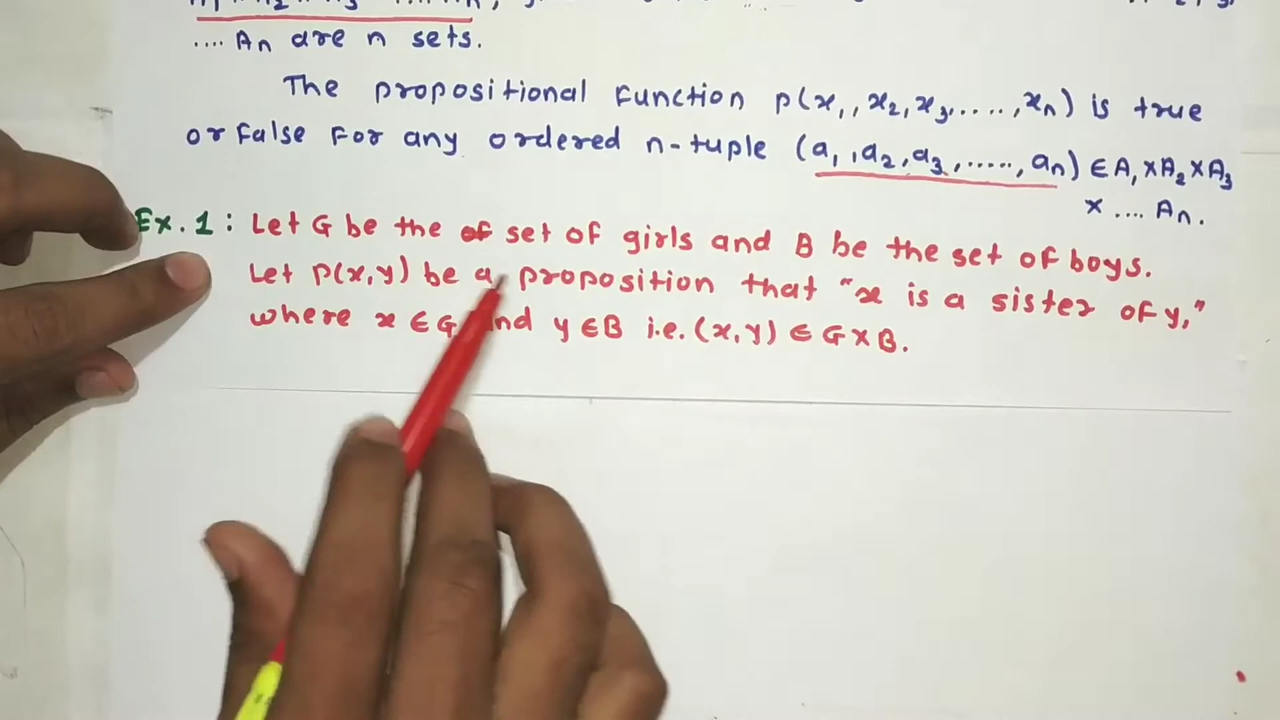 .... An are n sets.
The propositional function p(x₁, x₂, x₃, ...., xn) is true
or false for any ordered n-tuple (a₁, a₂, a₃, ....., an) ∈ A₁ × A₂ × A₃
× .... An.
Ex. 1 : Let G be the of set of girls and B be the set of boys.
Let P(x,y) be a proposition that "x is a sister of y,"
where x ∈ G and y ∈ B i.e. (x, y) ∈ G × B.